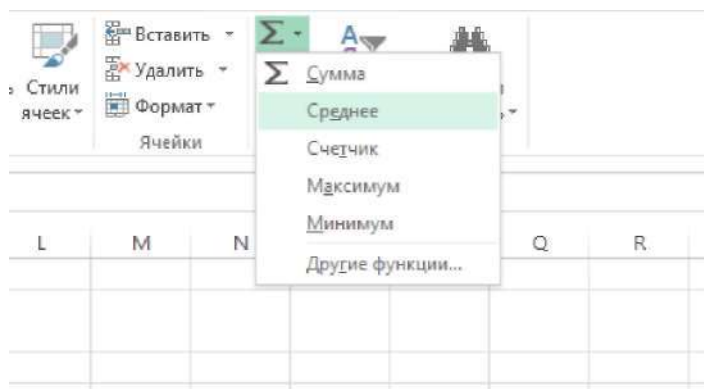 Вставить
Удалить
Стили
ячеек
Формат
Ячейки
Σ
А
Σ Сумма
Среднее
Счетчик
Максимум
Минимум
Другие функции...
L M N Q R